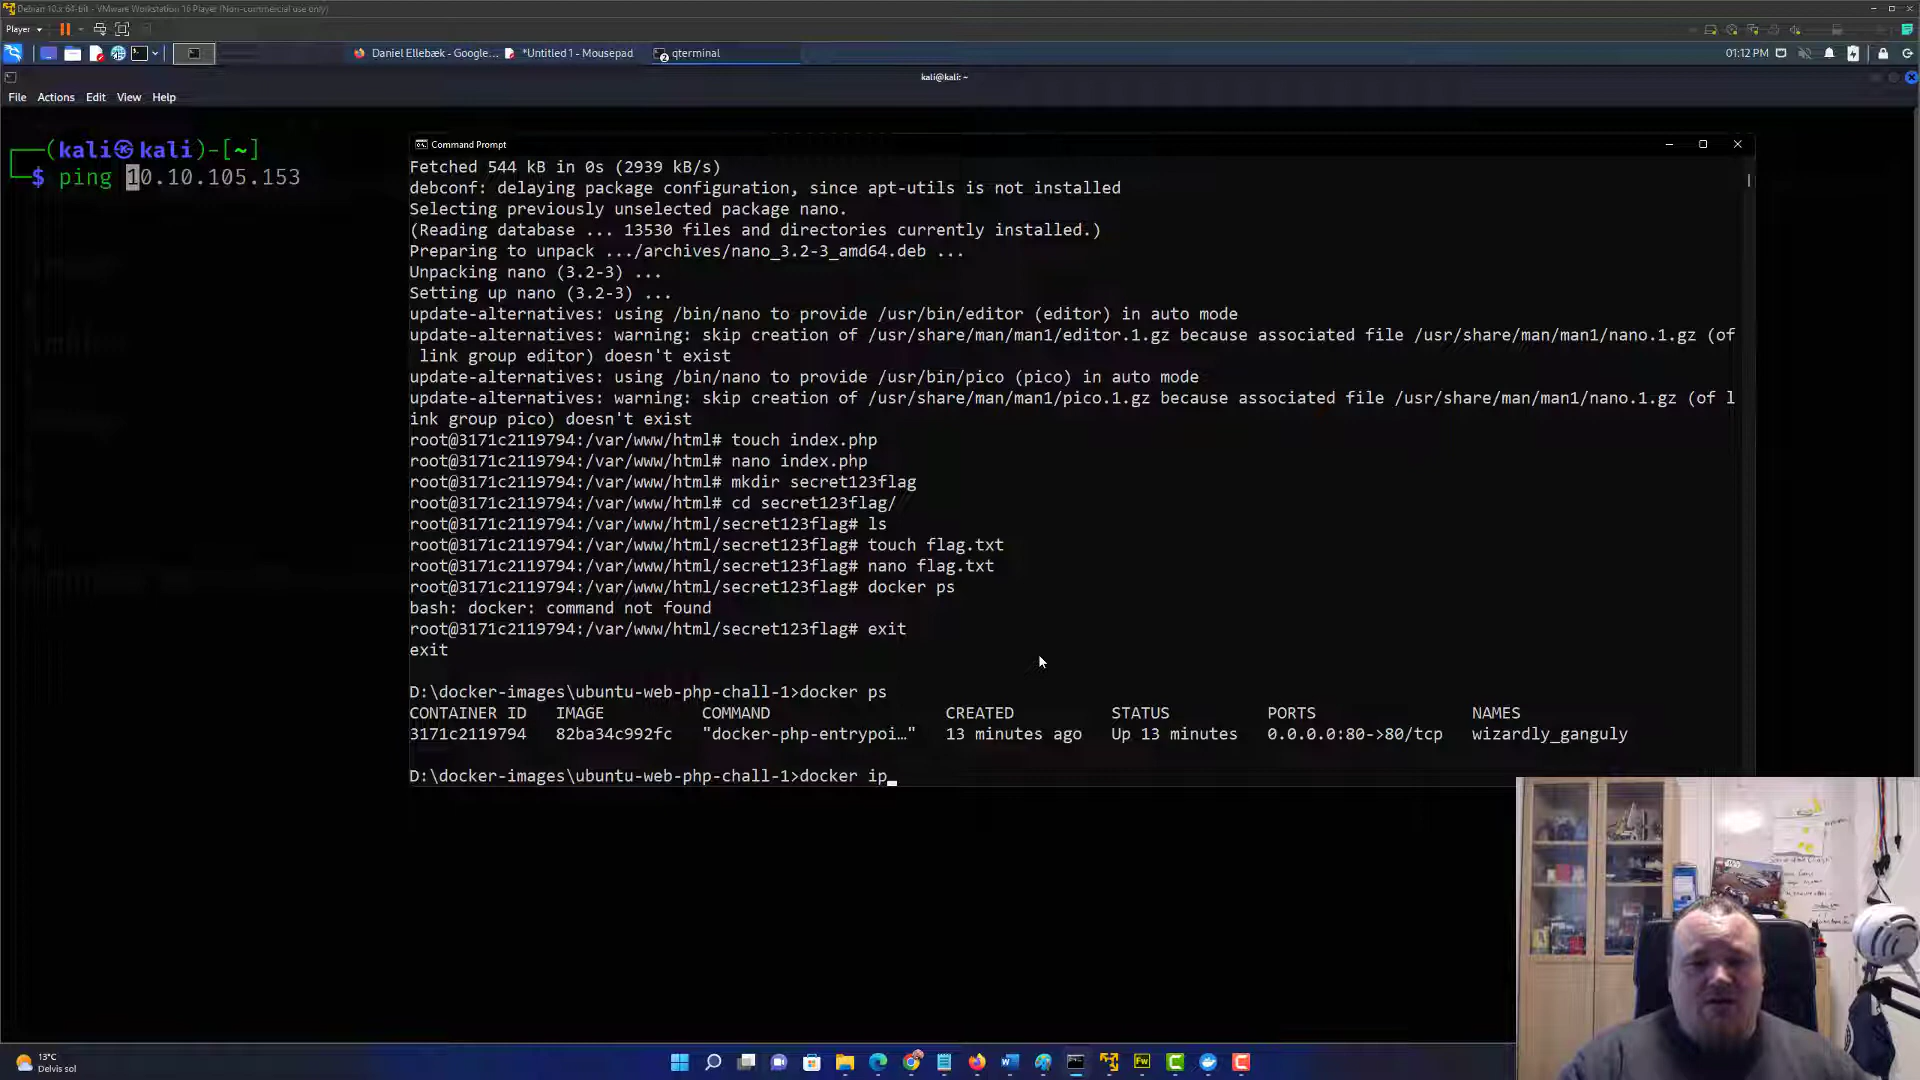 Debian 10.x 64-bit - VMware Workstation 16 Player (Non-commercial use only)
Player
Daniel Ellebæk - Google...
*Untitled 1 - Mousepad
qterminal
01:12 PM
kali@kali: ~
File Actions Edit View Help
(kali㉿kali)-[~]
$ ping 10.10.105.153
Command Prompt
Fetched 544 kB in 0s (2939 kB/s)
debconf: delaying package configuration, since apt-utils is not installed
Selecting previously unselected package nano.
(Reading database ... 13530 files and directories currently installed.)
Preparing to unpack .../archives/nano_3.2-3_amd64.deb ...
Unpacking nano (3.2-3) ...
Setting up nano (3.2-3) ...
update-alternatives: using /bin/nano to provide /usr/bin/editor (editor) in auto mode
update-alternatives: warning: skip creation of /usr/share/man/man1/editor.1.gz because associated file /usr/share/man/man1/nano.1.gz (of
link group editor) doesn't exist
update-alternatives: using /bin/nano to provide /usr/bin/pico (pico) in auto mode
update-alternatives: warning: skip creation of /usr/share/man/man1/pico.1.gz because associated file /usr/share/man/man1/nano.1.gz (of l
ink group pico) doesn't exist
root@3171c2119794:/var/www/html# touch index.php
root@3171c2119794:/var/www/html# nano index.php
root@3171c2119794:/var/www/html# mkdir secret123flag
root@3171c2119794:/var/www/html# cd secret123flag/
root@3171c2119794:/var/www/html/secret123flag# ls
root@3171c2119794:/var/www/html/secret123flag# touch flag.txt
root@3171c2119794:/var/www/html/secret123flag# nano flag.txt
root@3171c2119794:/var/www/html/secret123flag# docker ps
bash: docker: command not found
root@3171c2119794:/var/www/html/secret123flag# exit
exit
D:\docker-images\ubuntu-web-php-chall-1>docker ps
CONTAINER ID IMAGE COMMAND CREATED STATUS PORTS NAMES
3171c2119794 82ba34c992fc "docker-php-entrypoi…" 13 minutes ago Up 13 minutes 0.0.0.0:80->80/tcp wizardly_ganguly
D:\docker-images\ubuntu-web-php-chall-1>docker ip_
13°C
Delvis sol